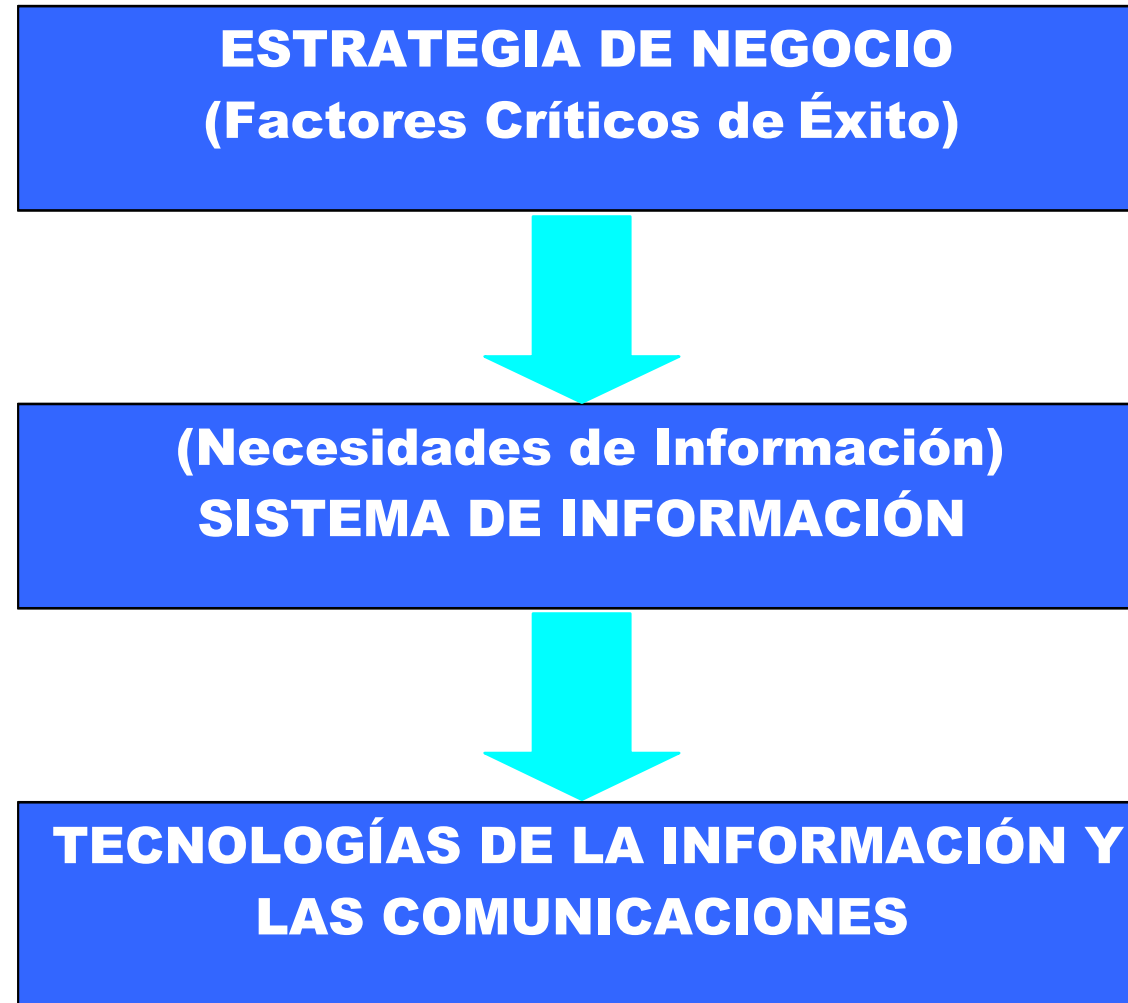 ESTRATEGIA DE NEGOCIO
(Factores Críticos de Éxito)
(Necesidades de Información)
SISTEMA DE INFORMACIÓN
TECNOLOGÍAS DE LA INFORMACIÓN Y
LAS COMUNICACIONES